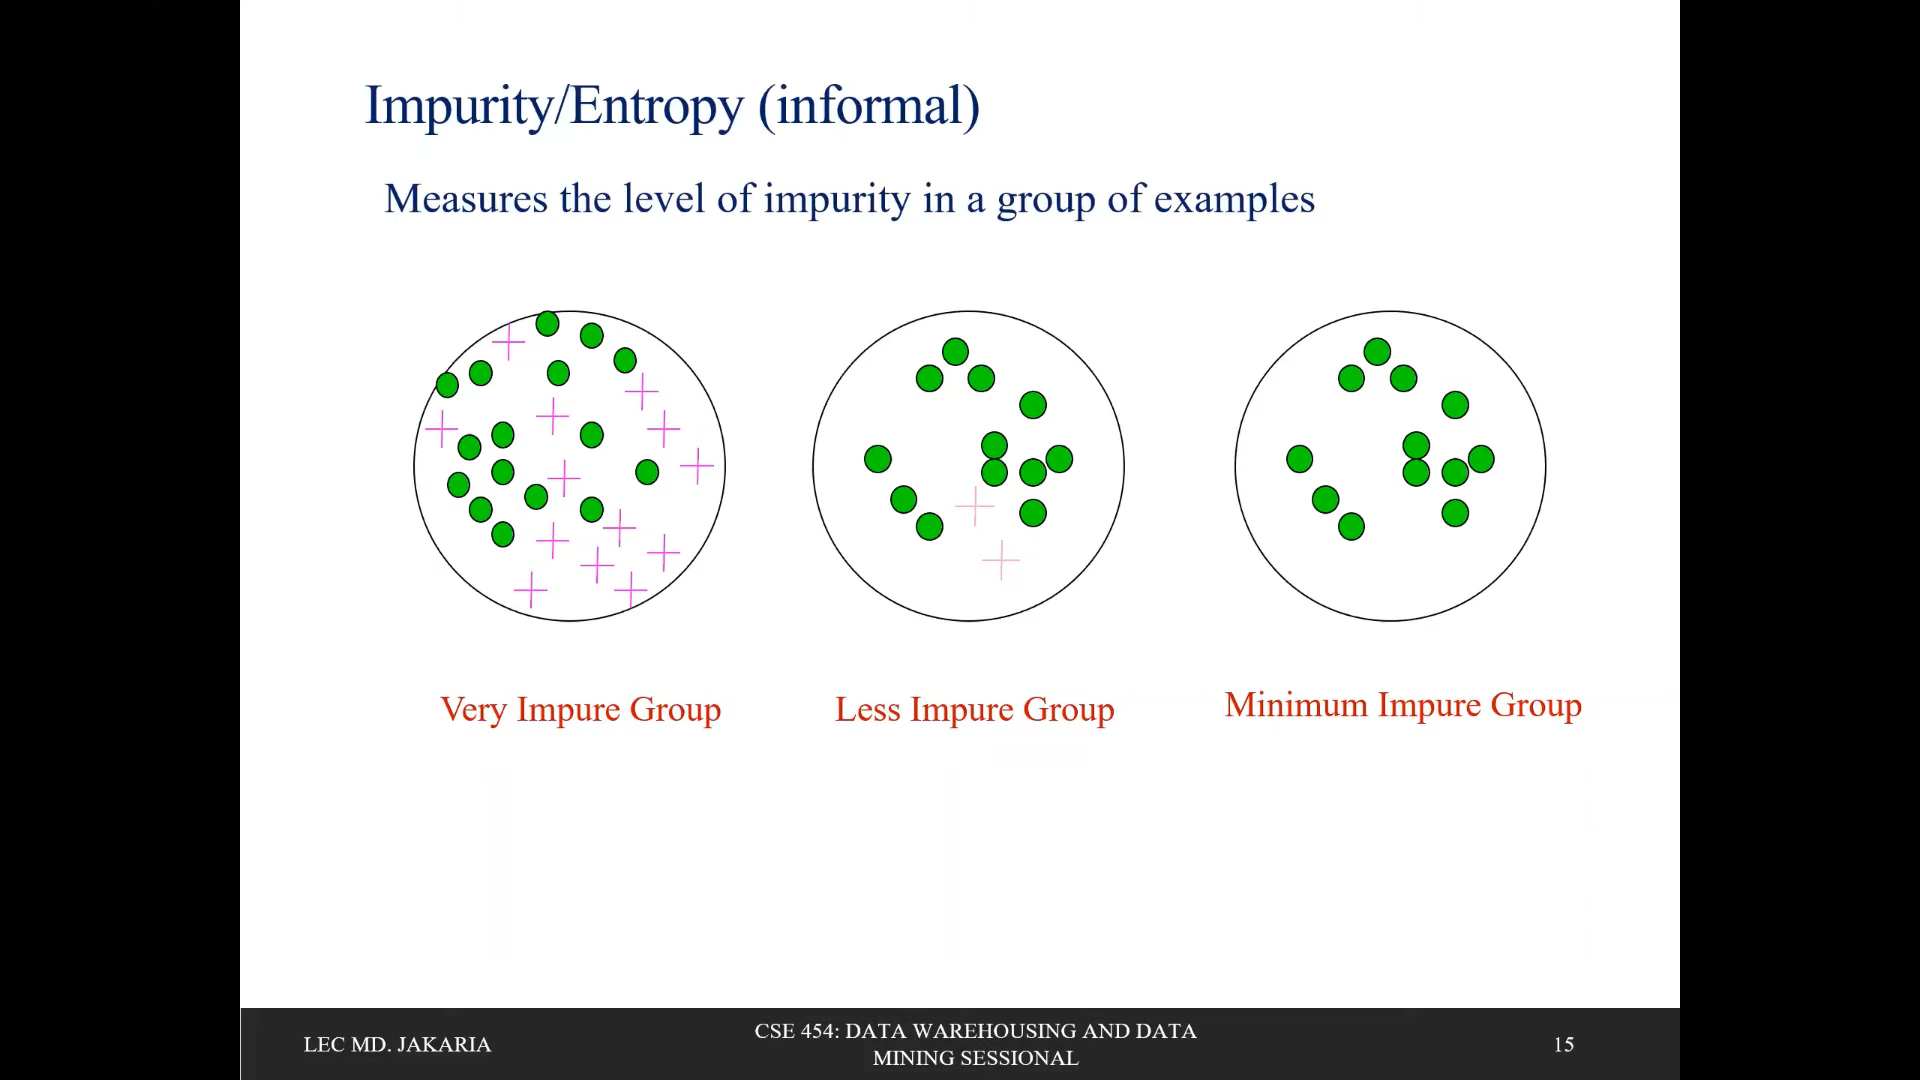 Impurity/Entropy (informal)
Measures the level of impurity in a group of examples
Very Impure Group
Less Impure Group
Minimum Impure Group
LEC MD. JAKARIA
CSE 454: DATA WAREHOUSING AND DATA
MINING SESSIONAL
15